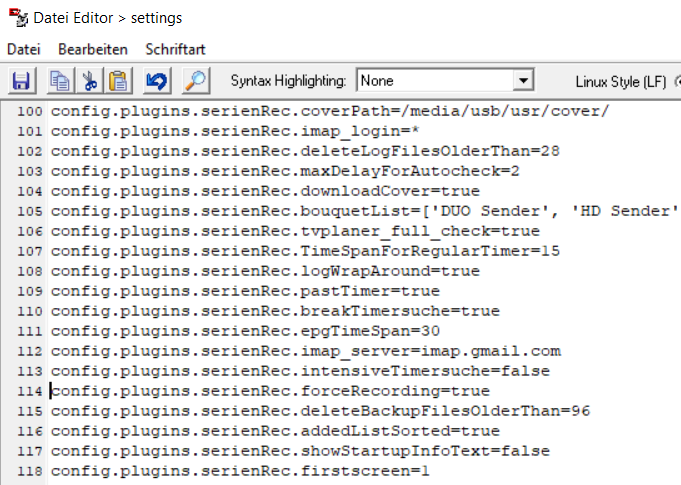 Datei Editor > settings
Datei Bearbeiten Schriftart
Syntax Highlighting: None Linux Style (LF)
100 config.plugins.serienRec.coverPath=/media/usb/usr/cover/
101 config.plugins.serienRec.imap_login=*
102 config.plugins.serienRec.deleteLogFilesOlderThan=28
103 config.plugins.serienRec.maxDelayForAutocheck=2
104 config.plugins.serienRec.downloadCover=true
105 config.plugins.serienRec.bouquetList=['DUO Sender', 'HD Sender'
106 config.plugins.serienRec.tvplaner_full_check=true
107 config.plugins.serienRec.TimeSpanForRegularTimer=15
108 config.plugins.serienRec.logWrapAround=true
109 config.plugins.serienRec.pastTimer=true
110 config.plugins.serienRec.breakTimersuche=true
111 config.plugins.serienRec.epgTimeSpan=30
112 config.plugins.serienRec.imap_server=imap.gmail.com
113 config.plugins.serienRec.intensiveTimersuche=false
114 config.plugins.serienRec.forceRecording=true
115 config.plugins.serienRec.deleteBackupFilesOlderThan=96
116 config.plugins.serienRec.addedListSorted=true
117 config.plugins.serienRec.showStartupInfoText=false
118 config.plugins.serienRec.firstscreen=1